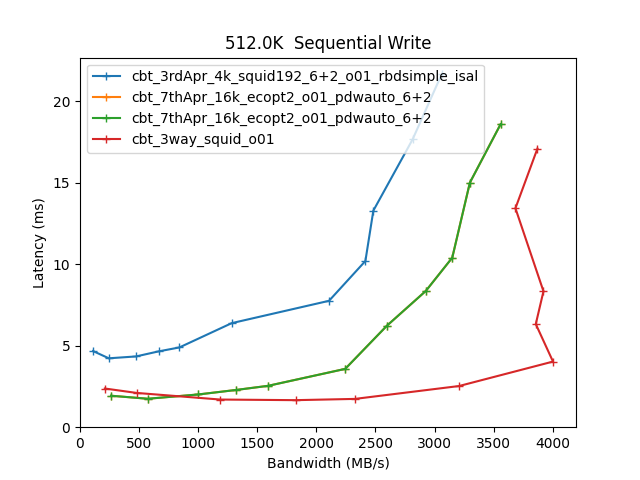 512.0K  Sequential Write
cbt_3rdApr_4k_squid192_6+2_o01_rbdsimple_isal
cbt_7thApr_16k_ecopt2_o01_pdwauto_6+2
cbt_7thApr_16k_ecopt2_o01_pdwauto_6+2
cbt_3way_squid_o01
Latency (ms)
20
15
10
5
0
0 500 1000 1500 2000 2500 3000 3500 4000
Bandwidth (MB/s)